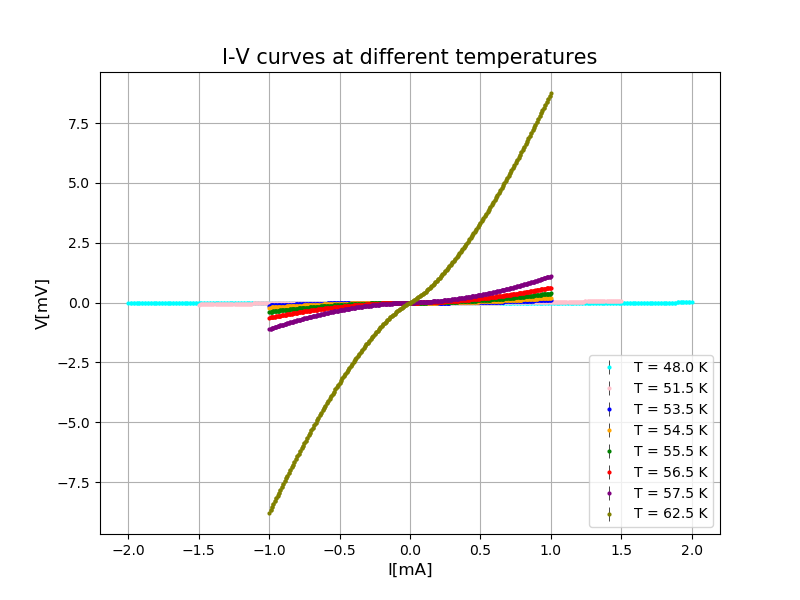 I-V curves at different temperatures
V[mV]
7.5
5.0
2.5
0.0
−2.5
−5.0
−7.5
T = 48.0 K
T = 51.5 K
T = 53.5 K
T = 54.5 K
T = 55.5 K
T = 56.5 K
T = 57.5 K
T = 62.5 K
−2.0 −1.5 −1.0 −0.5 0.0 0.5 1.0 1.5 2.0
I[mA]